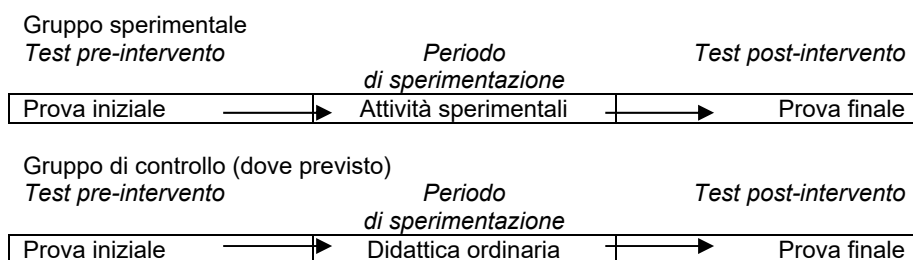 Gruppo sperimentale
Test pre-intervento Periodo di sperimentazione Test post-intervento
Prova iniziale Attività sperimentali Prova finale
Gruppo di controllo (dove previsto)
Test pre-intervento Periodo di sperimentazione Test post-intervento
Prova iniziale Didattica ordinaria Prova finale